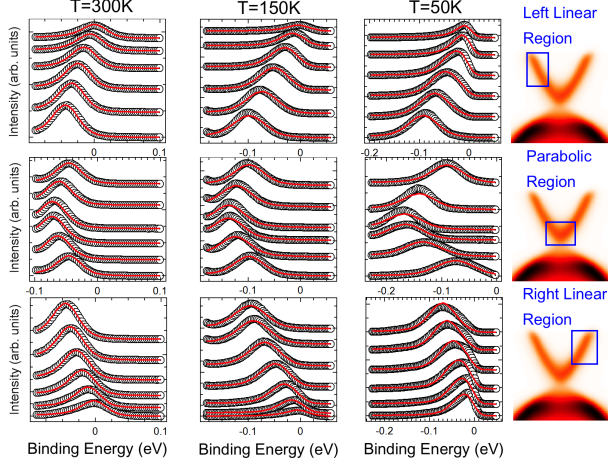 T=300K T=150K T=50K
Left Linear
Region
Intensity (arb. units)
0 0.1
-0.1 0
-0.2 -0.1 0
Parabolic
Region
Intensity (arb. units)
-0.1 0 0.1
-0.1 0
-0.2 -0.1 0
Right Linear
Region
Intensity (arb. units)
0 0.1
-0.1 0
-0.2 -0.1 0
Binding Energy (eV) Binding Energy (eV) Binding Energy (eV)